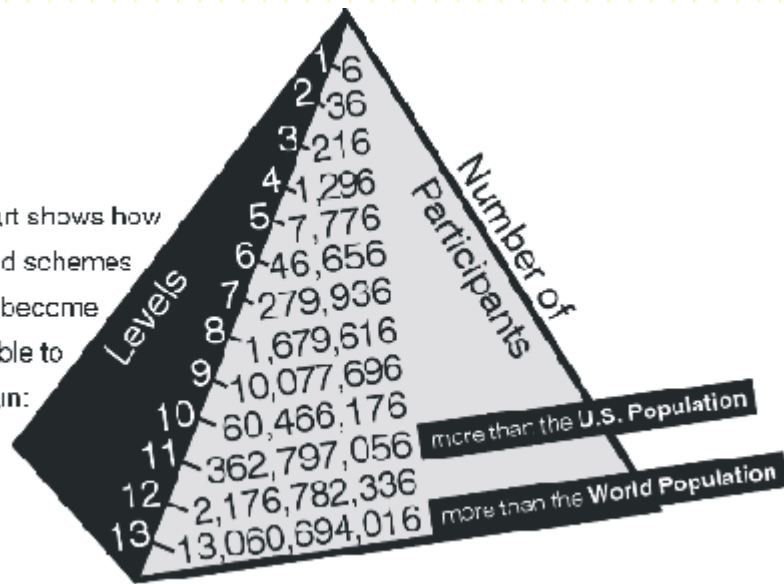 1 6
2 36
3 216
4 1,296
5 7,776
6 46,656
7 279,936
8 1,679,616
9 10,077,696
10 60,466,176
11 362,797,056
12 2,176,782,336
13 13,060,694,016
Levels
Number of
Participants
more than the U.S. Population
more than the World Population
shows how
schemes
become
to